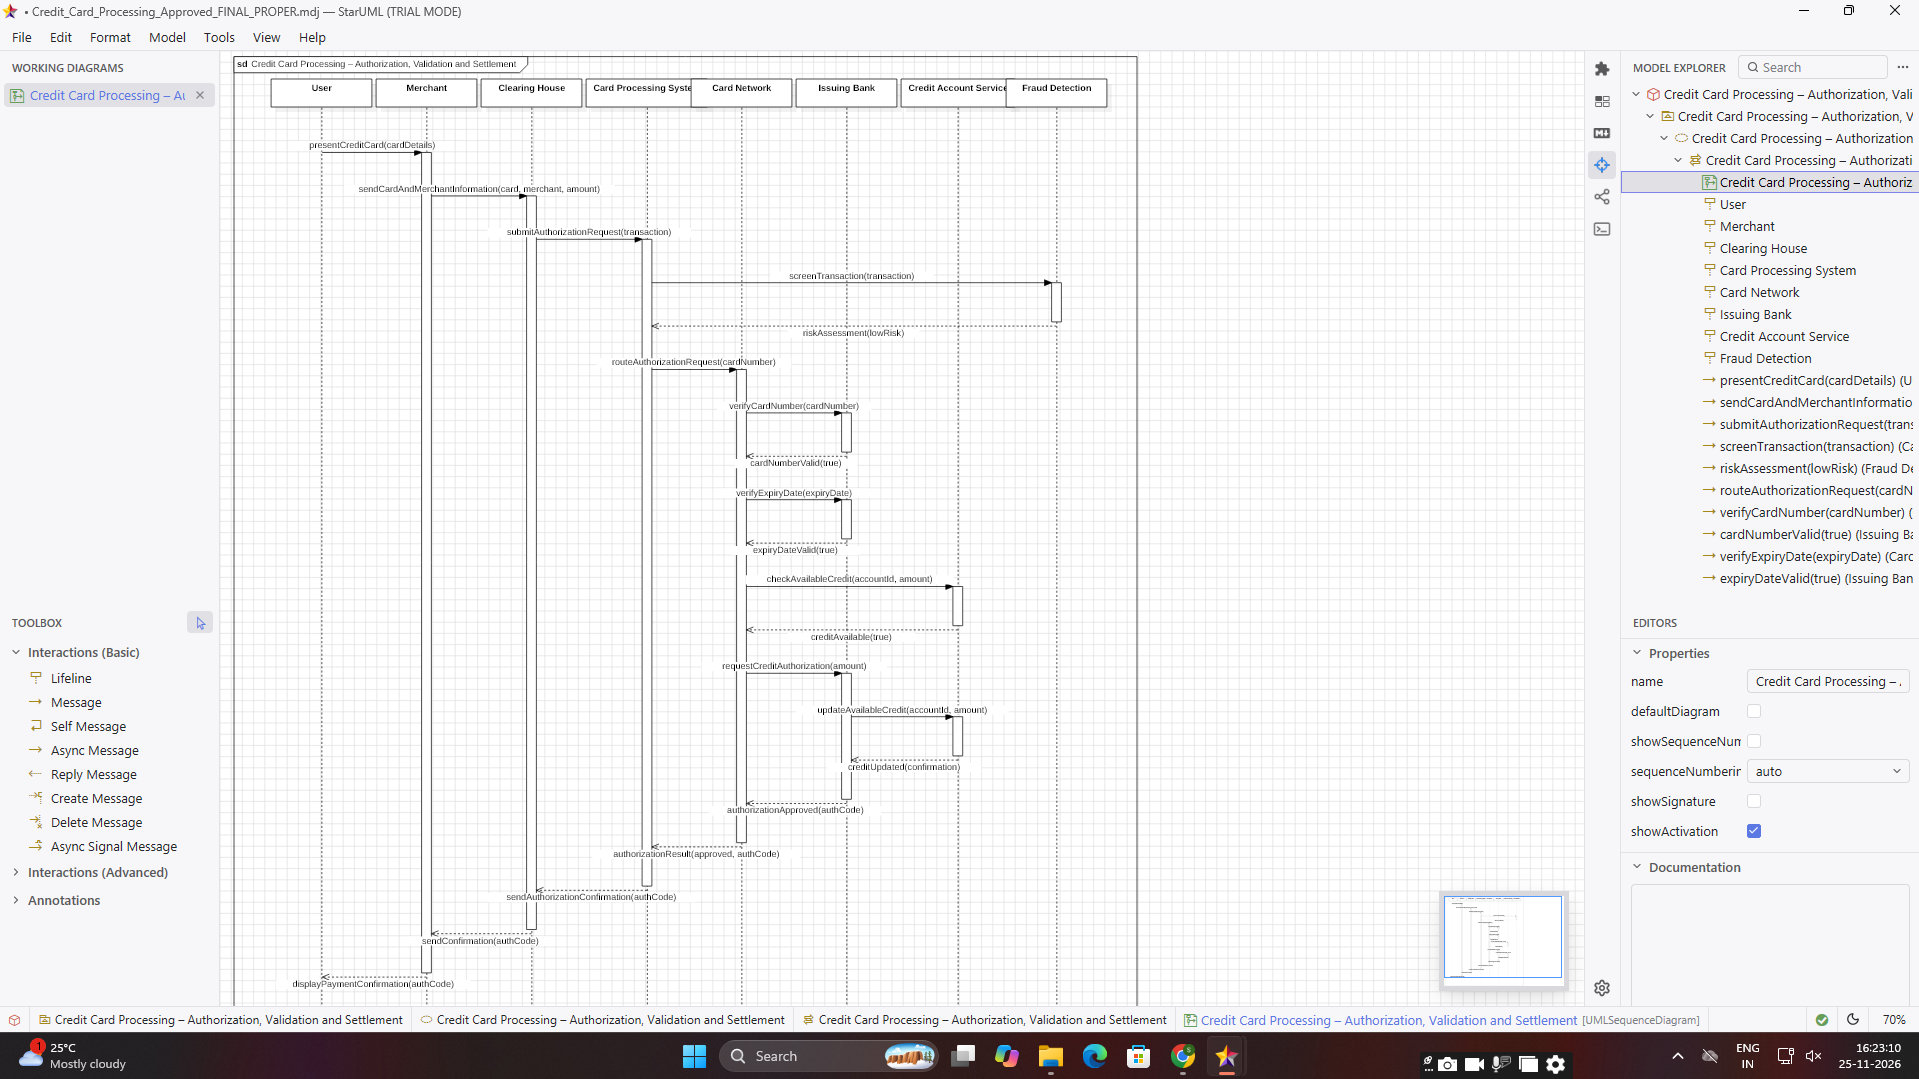 • Credit_Card_Processing_Approved_FINAL_PROPER.mdj — StarUML (TRIAL MODE)
File Edit Format Model Tools View Help
WORKING DIAGRAMS
Credit Card Processing – Au
sd Credit Card Processing – Authorization, Validation and Settlement
User
Merchant
Clearing House
Card Processing Syste
Card Network
Issuing Bank
Credit Account Service
Fraud Detection
presentCreditCard(cardDetails)
sendCardAndMerchantInformation(card, merchant, amount)
submitAuthorizationRequest(transaction)
screenTransaction(transaction)
riskAssessment(lowRisk)
routeAuthorizationRequest(cardNumber)
verifyCardNumber(cardNumber)
cardNumberValid(true)
verifyExpiryDate(expiryDate)
expiryDateValid(true)
checkAvailableCredit(accountId, amount)
creditAvailable(true)
requestCreditAuthorization(amount)
updateAvailableCredit(accountId, amount)
creditUpdated(confirmation)
authorizationApproved(authCode)
authorizationResult(approved, authCode)
sendAuthorizationConfirmation(authCode)
sendConfirmation(authCode)
displayPaymentConfirmation(authCode)
TOOLBOX
Interactions (Basic)
Lifeline
Message
Self Message
Async Message
Reply Message
Create Message
Delete Message
Async Signal Message
Interactions (Advanced)
Annotations
MODEL EXPLORER
Search
Credit Card Processing – Authorization, Vali
Credit Card Processing – Authorization, V
Credit Card Processing – Authorization
Credit Card Processing – Authorizati
Credit Card Processing – Authoriz
User
Merchant
Clearing House
Card Processing System
Card Network
Issuing Bank
Credit Account Service
Fraud Detection
presentCreditCard(cardDetails) (U
sendCardAndMerchantInformatio
submitAuthorizationRequest(trans
screenTransaction(transaction) (Ca
riskAssessment(lowRisk) (Fraud De
routeAuthorizationRequest(cardN
verifyCardNumber(cardNumber) (
cardNumberValid(true) (Issuing Ba
verifyExpiryDate(expiryDate) (Card
expiryDateValid(true) (Issuing Ban
EDITORS
Properties
name Credit Card Processing – .
defaultDiagram
showSequenceNum
sequenceNumberin auto
showSignature
showActivation
Documentation
Credit Card Processing – Authorization, Validation and Settlement
Credit Card Processing – Authorization, Validation and Settlement
Credit Card Processing – Authorization, Validation and Settlement
Credit Card Processing – Authorization, Validation and Settlement [UMLSequenceDiagram]
70%
1
25°C
Mostly cloudy
Search
ENG
IN
16:23:10
25-11-2026